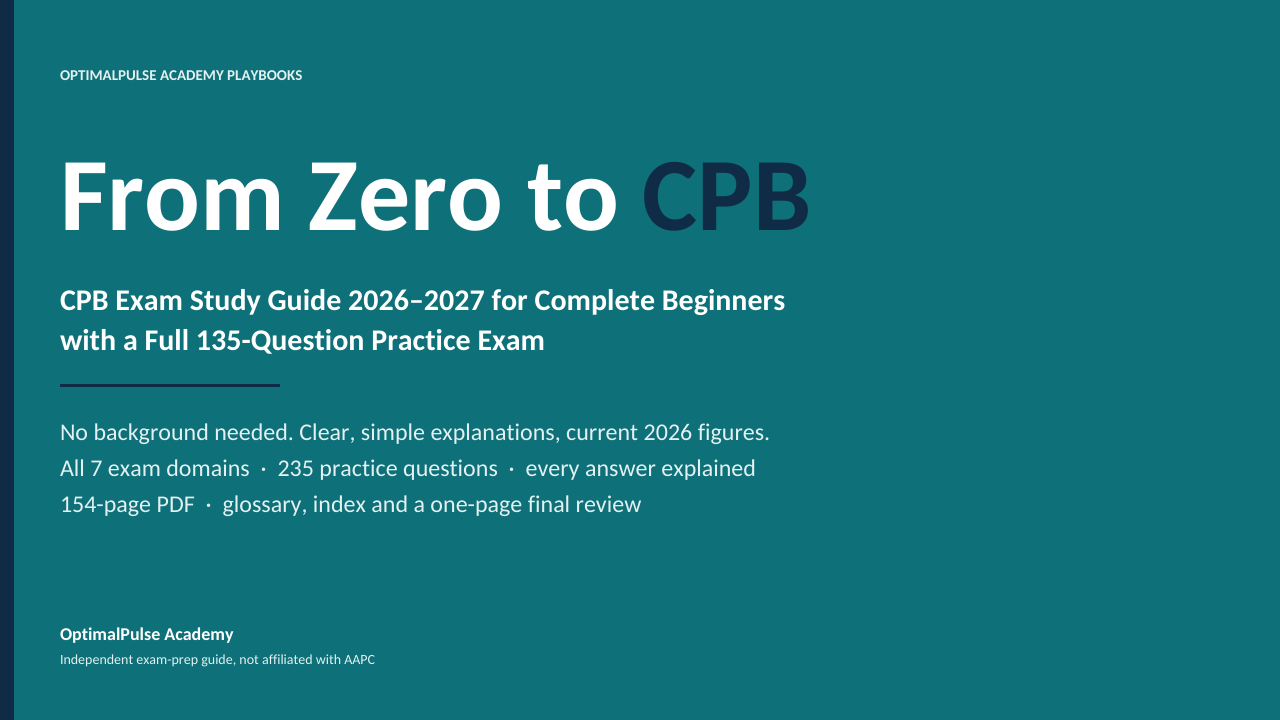 OPTIMALPULSE ACADEMY PLAYBOOKS
From Zero to CPB
CPB Exam Study Guide 2026–2027 for Complete Beginners
with a Full 135-Question Practice Exam
No background needed. Clear, simple explanations, current 2026 figures.
All 7 exam domains · 235 practice questions · every answer explained
154-page PDF · glossary, index and a one-page final review
OptimalPulse Academy
Independent exam-prep guide, not affiliated with AAPC